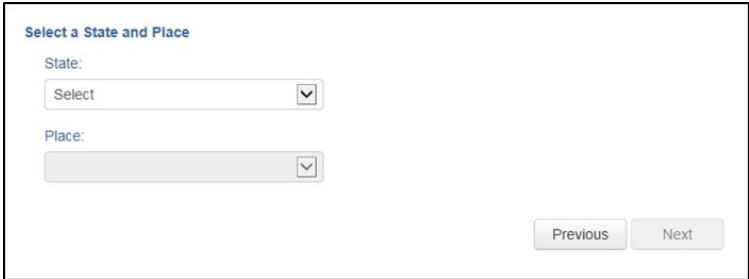 Select a State and Place
State:
Select
Place:
Previous Next